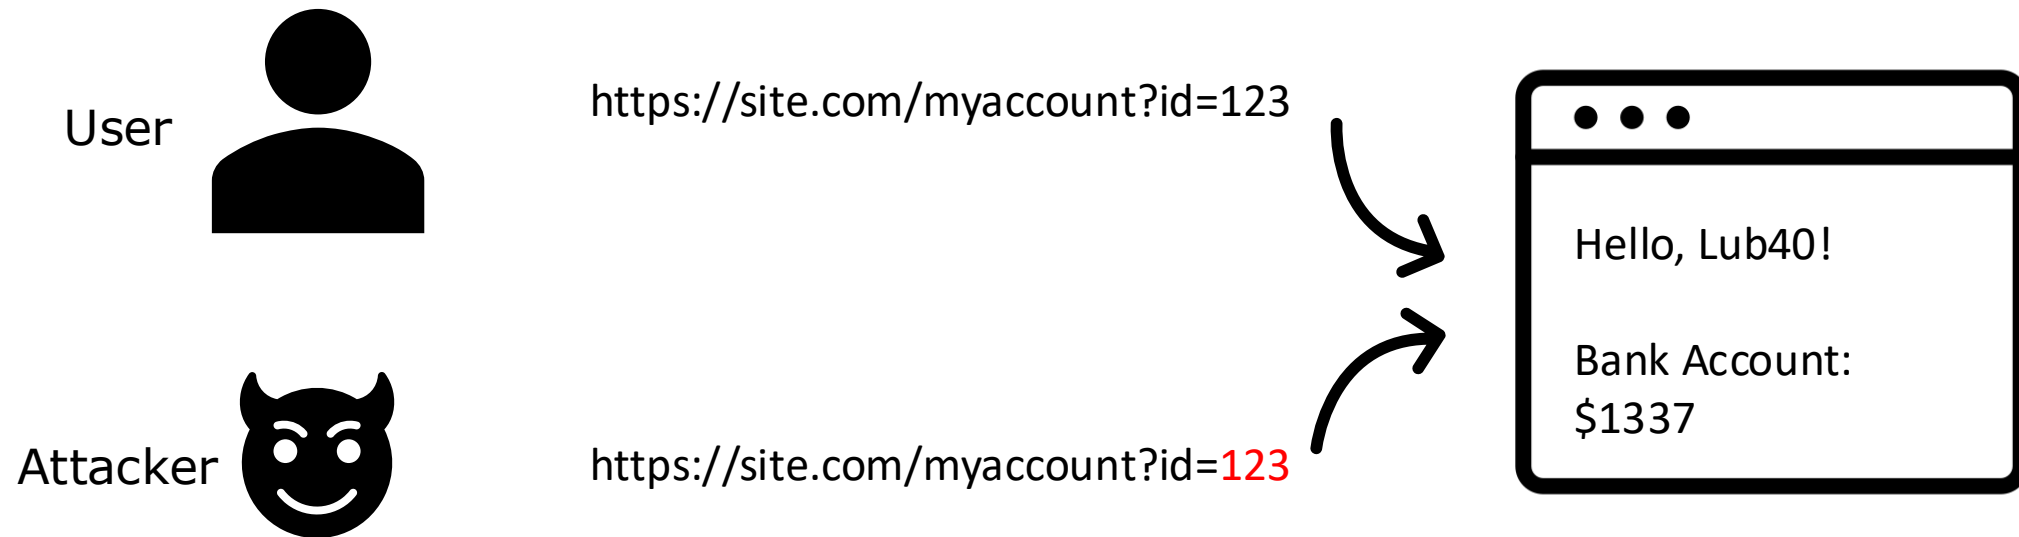 User
https://site.com/myaccount?id=123
Hello, Lub40!
Bank Account:
$1337
Attacker
https://site.com/myaccount?id=123